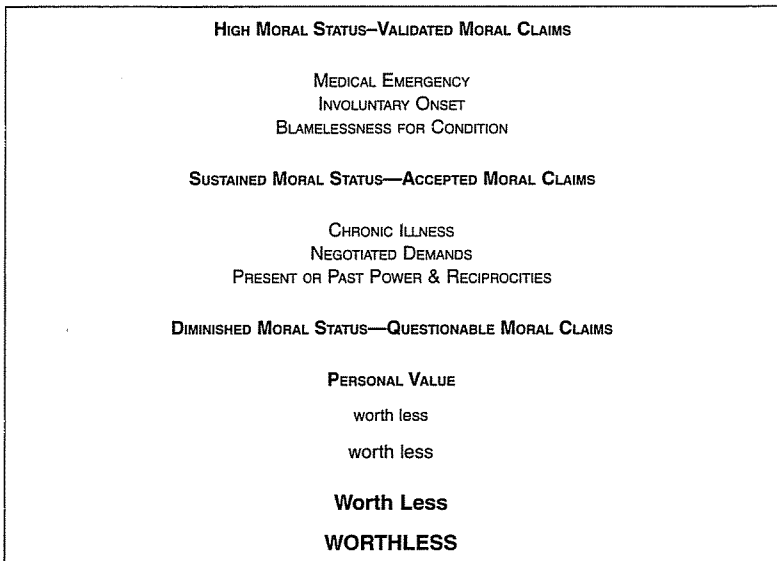 HIGH MORAL STATUS–VALIDATED MORAL CLAIMS
MEDICAL EMERGENCY
INVOLUNTARY ONSET
BLAMELESSNESS FOR CONDITION
SUSTAINED MORAL STATUS—ACCEPTED MORAL CLAIMS
CHRONIC ILLNESS
NEGOTIATED DEMANDS
PRESENT OR PAST POWER & RECIPROCITIES
DIMINISHED MORAL STATUS—QUESTIONABLE MORAL CLAIMS
PERSONAL VALUE
worth less
worth less
Worth Less
WORTHLESS